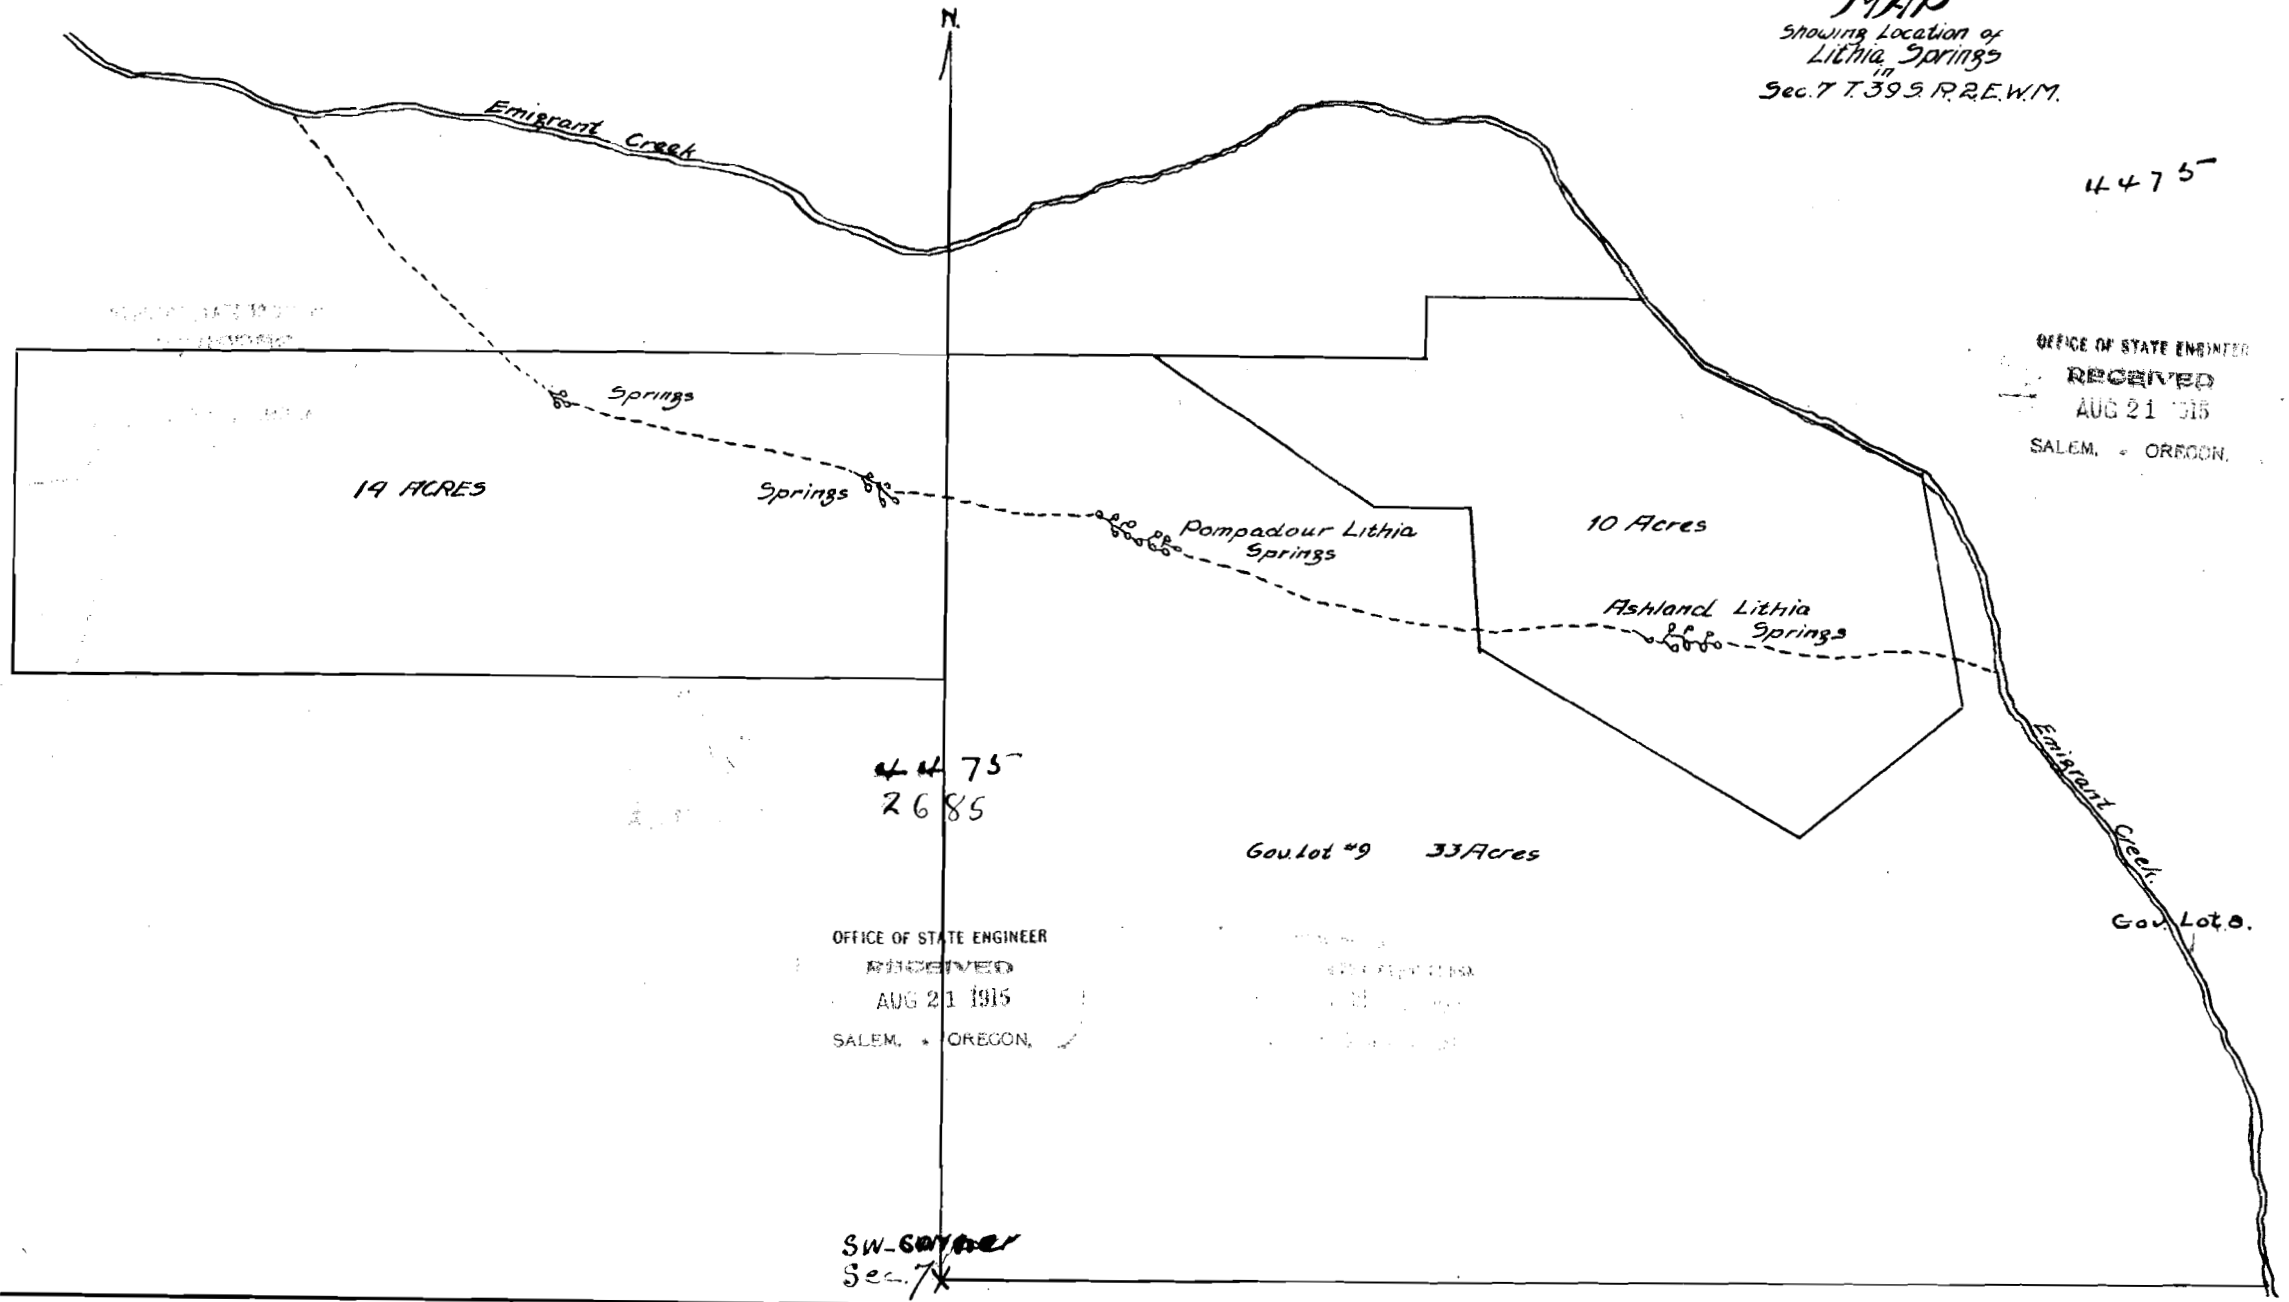 N.
MAP
Showing Location of
Lithia Springs
in
Sec. 7 T. 39 S. R. 2. E. W. M.
4475
Emigrant Creek
OFFICE OF STATE ENGINEER
RECEIVED
AUG 21 1915
SALEM, OREGON.
Springs
14 ACRES
Springs
Pompadour Lithia
Springs
10 Acres
Ashland Lithia
Springs
Emigrant Creek.
4475
2685
Gov. Lot #9 33 Acres
Gov. Lot 8.
OFFICE OF STATE ENGINEER
RECEIVED
AUG 21 1915
SALEM, OREGON,
SW-Corner
Sec. 7